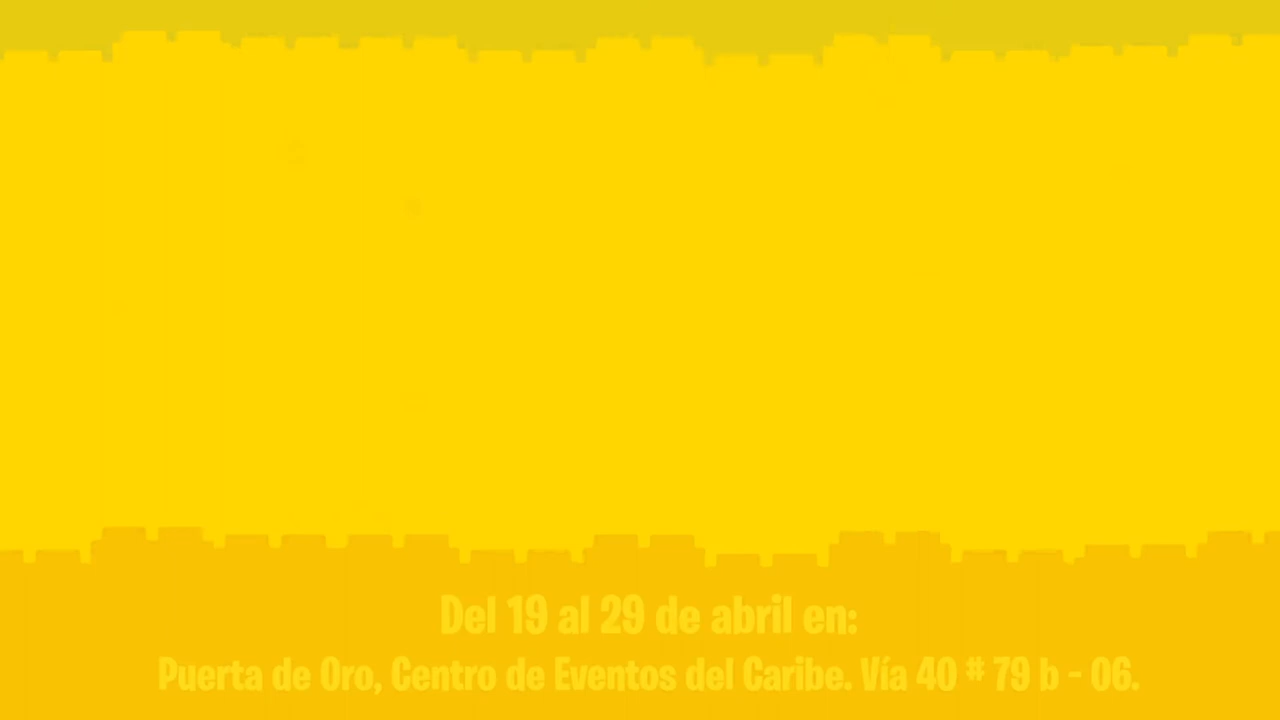 Del 19 al 29 de abril en:
Puerta de Oro, Centro de Eventos del Caribe. Vía 40 # 79 b - 06.